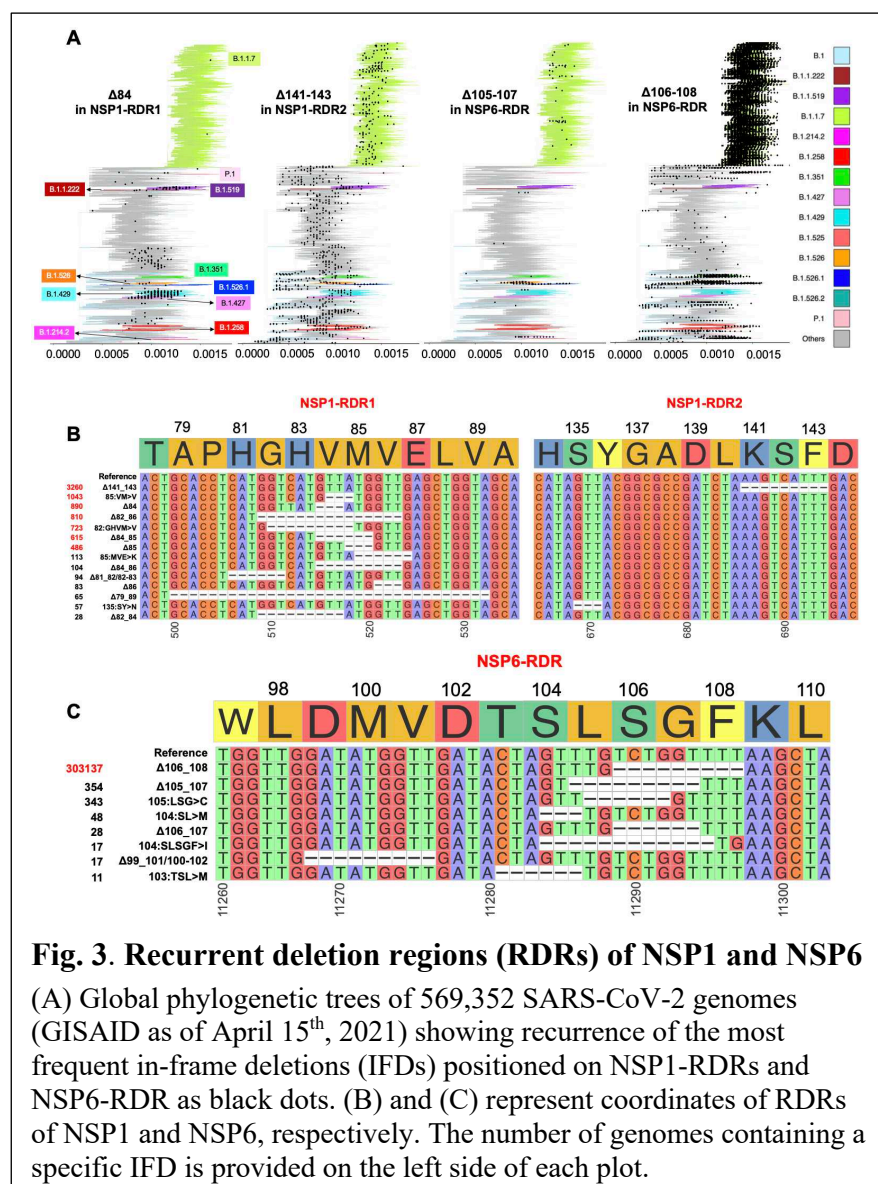 A
B.1.1.7
Δ84
in NSP1-RDR1
Δ141-143
in NSP1-RDR2
Δ105-107
in NSP6-RDR
Δ106-108
in NSP6-RDR
P.1
B.1.1.222
B.1.519
B.1.351
B.1.526
B.1.526.1
B.1.429
B.1.427
B.1.258
B.1.214.2
0.0000 0.0005 0.0010 0.0015
0.0000 0.0005 0.0010 0.0015
0.0000 0.0005 0.0010 0.0015
0.0000 0.0005 0.0010 0.0015
B.1
B.1.1.222
B.1.1.519
B.1.1.7
B.1.214.2
B.1.258
B.1.351
B.1.427
B.1.429
B.1.525
B.1.526
B.1.526.1
B.1.526.2
P.1
Others
NSP1-RDR1 NSP1-RDR2
B
79 81 83 85 87 89 135 137 139 141 143
T A P H G H V M V E L V A H S Y G A D L K S F D
Reference ACTGCACCTCATGGTCATGTTATGGTTGAGCTGGTAGCA CATAGTTACGGCGCCGATCTAAAGTCATTTGAC
3260 Δ141_143
1043 85:VM>V
890 Δ84
810 Δ82_86
723 82:GHVM>V
615 Δ84_85
486 Δ85
113 85:MVE>K
104 Δ84_86
94 Δ81_82/82-83
83 Δ86
65 Δ79_89
57 135:SY>N
28 Δ82_84
500 510 520 530 670 680 690
NSP6-RDR
C
98 100 102 104 106 108 110
W L D M V D T S L S G F K L
Reference TGGTTGGATATGGTTGATACTAGTTTGTCTGGTTTTAAGCTA
303137 Δ106_108
354 Δ105_107
343 105:LSG>C
48 104:SL>M
28 Δ106_107
17 104:SLSGF>I
17 Δ99_101/100-102
11 103:TSL>M
11260 11270 11280 11290 11300
Fig. 3. Recurrent deletion regions (RDRs) of NSP1 and NSP6
(A) Global phylogenetic trees of 569,352 SARS-CoV-2 genomes
(GISAID as of April 15th, 2021) showing recurrence of the most
frequent in-frame deletions (IFDs) positioned on NSP1-RDRs and
NSP6-RDR as black dots. (B) and (C) represent coordinates of RDRs
of NSP1 and NSP6, respectively. The number of genomes containing a
specific IFD is provided on the left side of each plot.